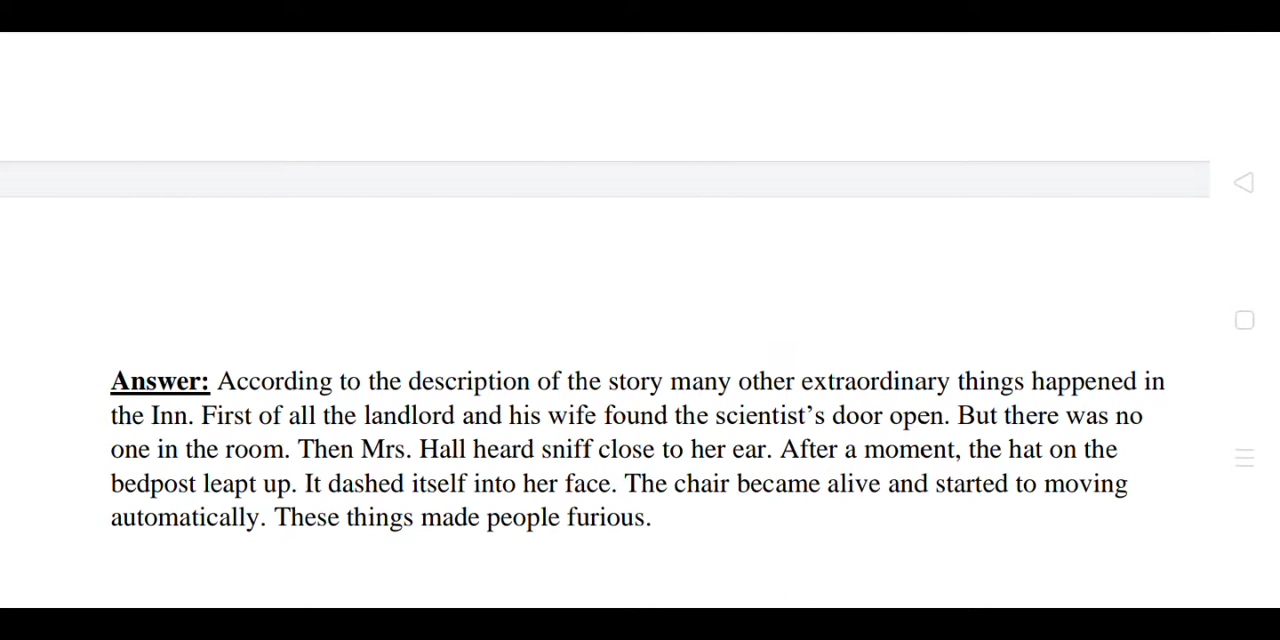 Answer: According to the description of the story many other extraordinary things happened in
the Inn. First of all the landlord and his wife found the scientist’s door open. But there was no
one in the room. Then Mrs. Hall heard sniff close to her ear. After a moment, the hat on the
bedpost leapt up. It dashed itself into her face. The chair became alive and started to moving
automatically. These things made people furious.